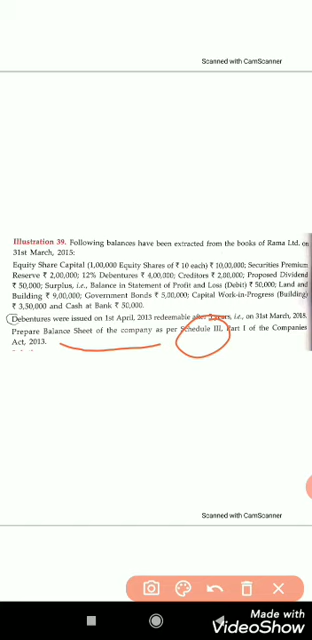 Scanned with CamScanner
Illustration 39. Following balances have been extracted from the books of Rama Ltd. on
31st March, 2015:
Equity Share Capital (1,00,000 Equity Shares of ₹ 10 each) ₹ 10,00,000; Securities Premium
Reserve ₹ 2,00,000; 12% Debentures ₹ 4,00,000; Creditors ₹ 2,00,000; Proposed Dividend
₹ 50,000; Surplus, i.e., Balance in Statement of Profit and Loss (Debit) ₹ 50,000; Land and
Building ₹ 9,00,000; Government Bonds ₹ 5,00,000; Capital Work-in-Progress (Building)
₹ 3,50,000 and Cash at Bank ₹ 50,000.
Debentures were issued on 1st April, 2013 redeemable after years, i.e., on 31st March, 2018.
Prepare Balance Sheet of the company as per Schedule III, Part I of the Companies
Act, 2013.
Scanned with CamScanner
Made with
VideoShow